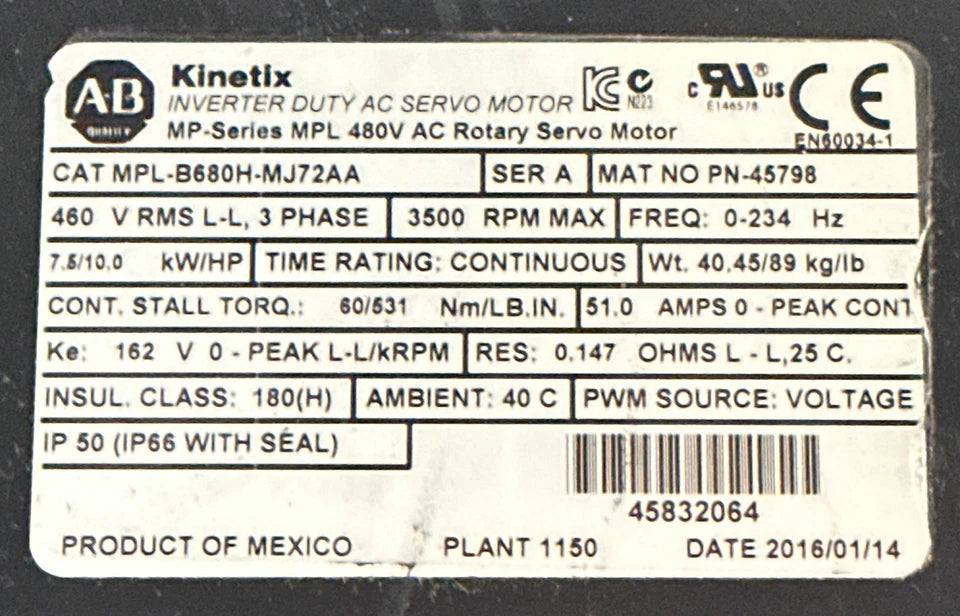 A·B
QUALITY
Kinetix
INVERTER DUTY AC SERVO MOTOR
MP-Series MPL 480V AC Rotary Servo Motor
N223
c UR US ®
E146578
CE
EN60034-1
CAT MPL-B680H-MJ72AA SER A MAT NO PN-45798
460 V RMS L-L, 3 PHASE 3500 RPM MAX FREQ: 0-234 Hz
7.5/10.0 kW/HP TIME RATING: CONTINUOUS Wt. 40.45/89 kg/lb
CONT. STALL TORQ.: 60/531 Nm/LB.IN. 51.0 AMPS 0 - PEAK CONT
Ke: 162 V 0 - PEAK L-L/kRPM RES: 0.147 OHMS L - L,25 C.
INSUL. CLASS: 180(H) AMBIENT: 40 C PWM SOURCE: VOLTAGE
IP 50 (IP66 WITH SEAL)
45832064
PRODUCT OF MEXICO PLANT 1150 DATE 2016/01/14